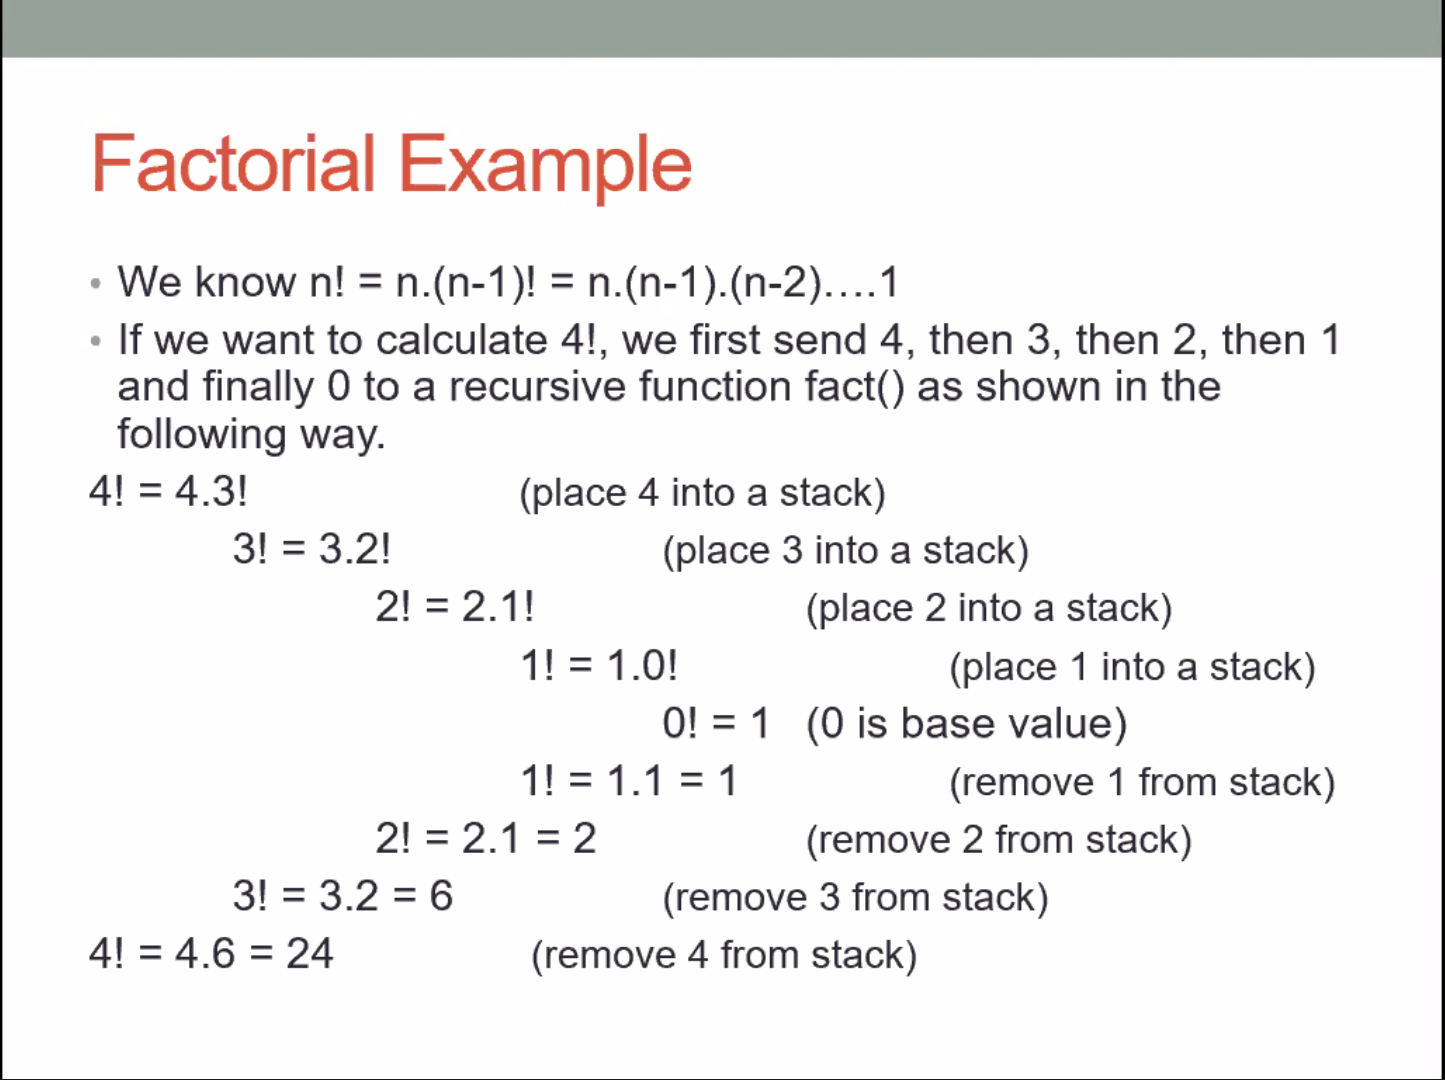 Factorial Example
• We know n! = n.(n-1)! = n.(n-1).(n-2)....1
• If we want to calculate 4!, we first send 4, then 3, then 2, then 1
and finally 0 to a recursive function fact() as shown in the
following way.
4! = 4.3! (place 4 into a stack)
3! = 3.2! (place 3 into a stack)
2! = 2.1! (place 2 into a stack)
1! = 1.0! (place 1 into a stack)
0! = 1 (0 is base value)
1! = 1.1 = 1 (remove 1 from stack)
2! = 2.1 = 2 (remove 2 from stack)
3! = 3.2 = 6 (remove 3 from stack)
4! = 4.6 = 24 (remove 4 from stack)